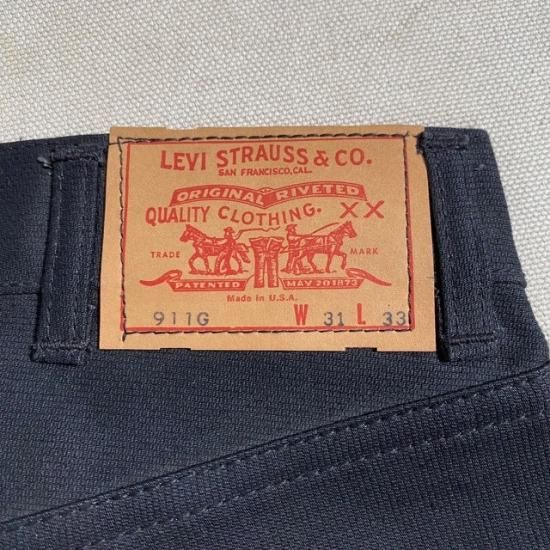 LEVI STRAUSS & CO.
SAN FRANCISCO, CAL.
ORIGINAL RIVETED
QUALITY CLOTHING. XX
TRADE MARK
PATENTED MAY 20 1873
Made in U.S.A.
911G W 31 L 33